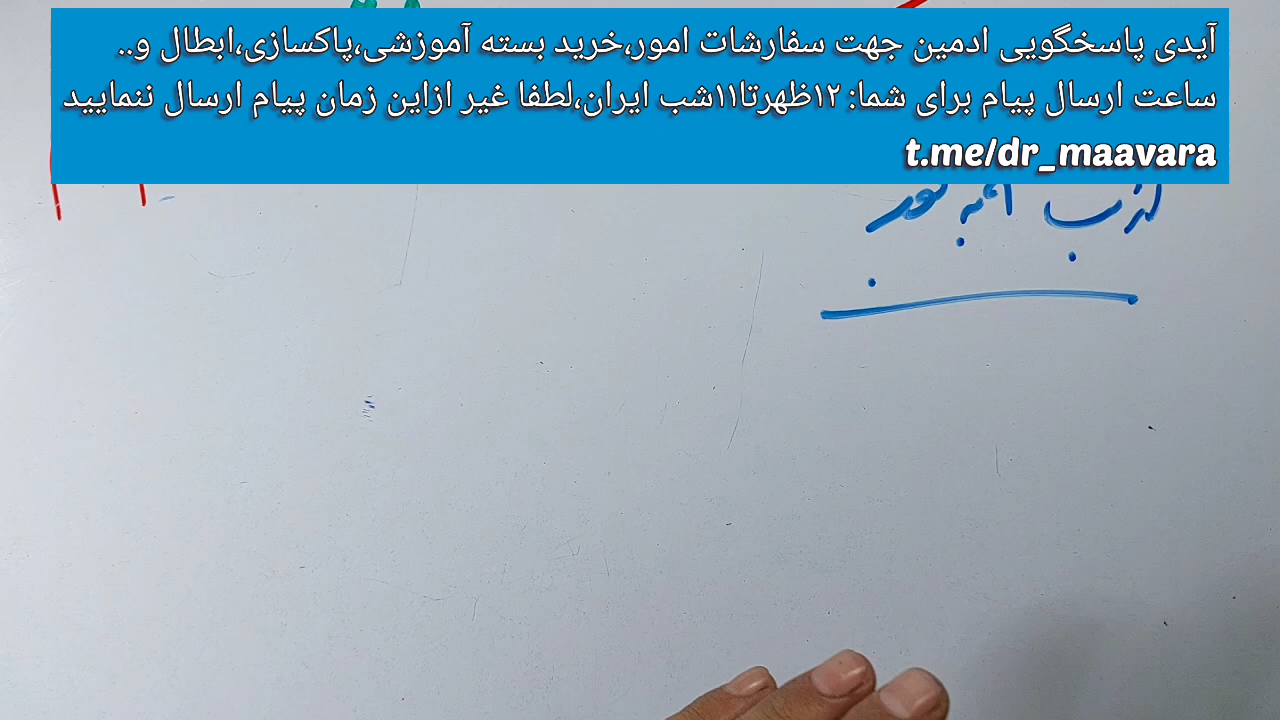 آیدی پاسخگویی ادمین جهت سفارشات امور،خرید بسته آموزشی،پاکسازی،ابطال و..
ساعت ارسال پیام برای شما: ۱۲ظهرتا۱۱شب ایران،لطفا غیر ازاین زمان پیام ارسال ننمایید
t.me/dr_maavara